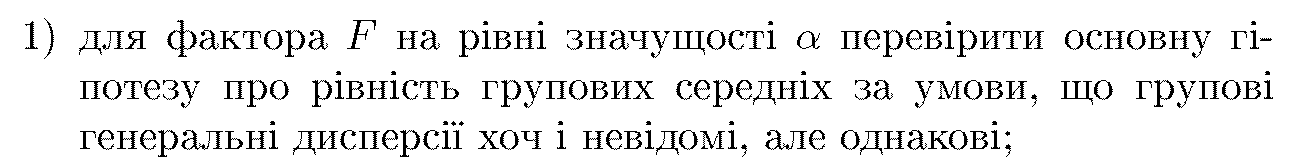 1) для фактора F на рівні значущості α перевірити основну гі-
потезу про рівність групових середніх за умови, що групові
генеральні дисперсії хоч і невідомі, але однакові;